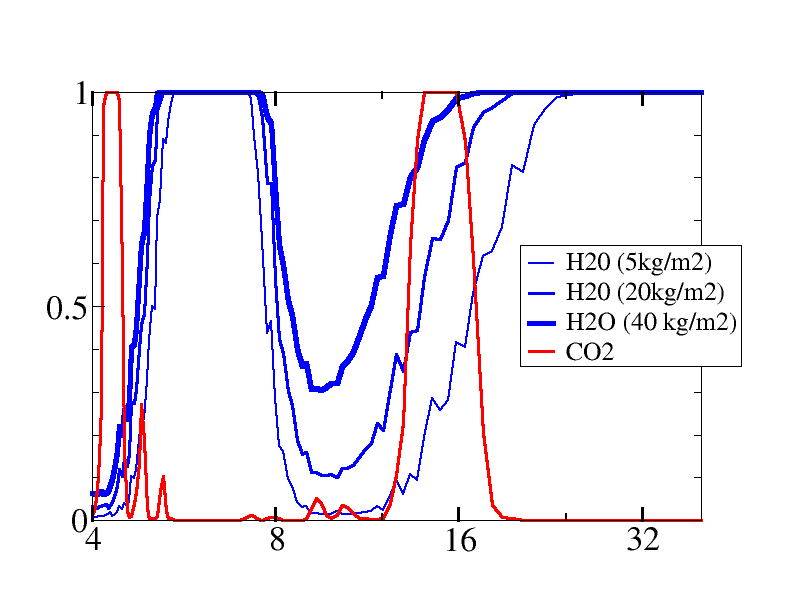 1
0.5
0
4 8 16 32
H20 (5kg/m2)
H20 (20kg/m2)
H2O (40 kg/m2)
CO2